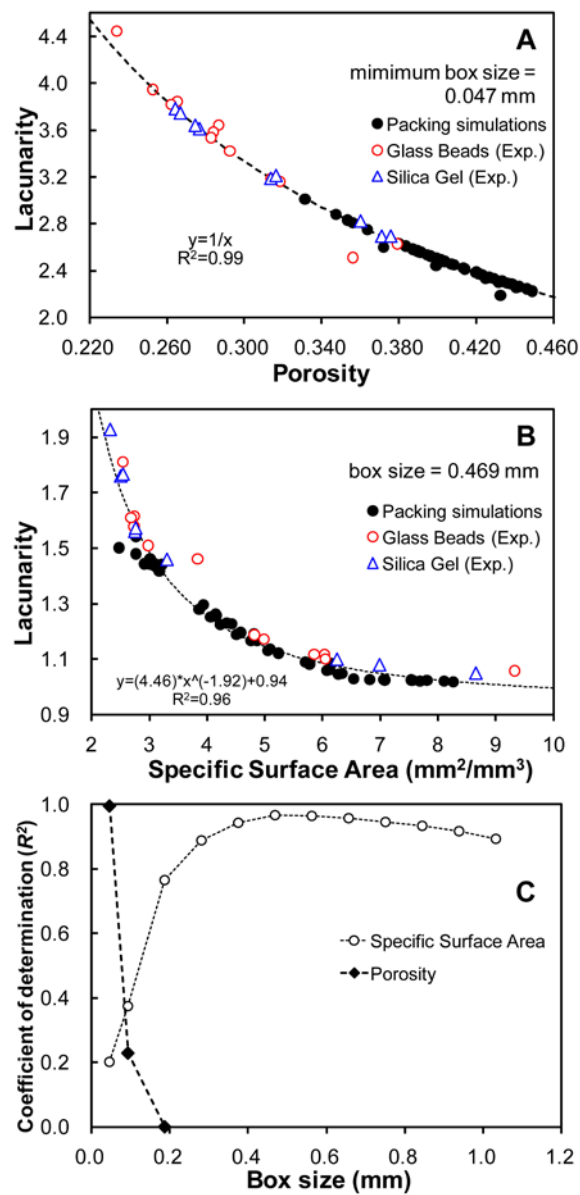 A
mimimum box size =
0.047 mm
Packing simulations
Glass Beads (Exp.)
Silica Gel (Exp.)
y=1/x
R²=0.99
Lacunarity
4.4
4.0
3.6
3.2
2.8
2.4
2.0
0.220 0.260 0.300 0.340 0.380 0.420 0.460
Porosity
B
box size = 0.469 mm
Packing simulations
Glass Beads (Exp.)
Silica Gel (Exp.)
y=(4.46)*x^(-1.92)+0.94
R²=0.96
Lacunarity
1.9
1.7
1.5
1.3
1.1
0.9
2 3 4 5 6 7 8 9 10
Specific Surface Area (mm²/mm³)
C
Specific Surface Area
Porosity
Coefficient of determination (R²)
1.0
0.8
0.6
0.4
0.2
0.0
0.0 0.2 0.4 0.6 0.8 1.0 1.2
Box size (mm)